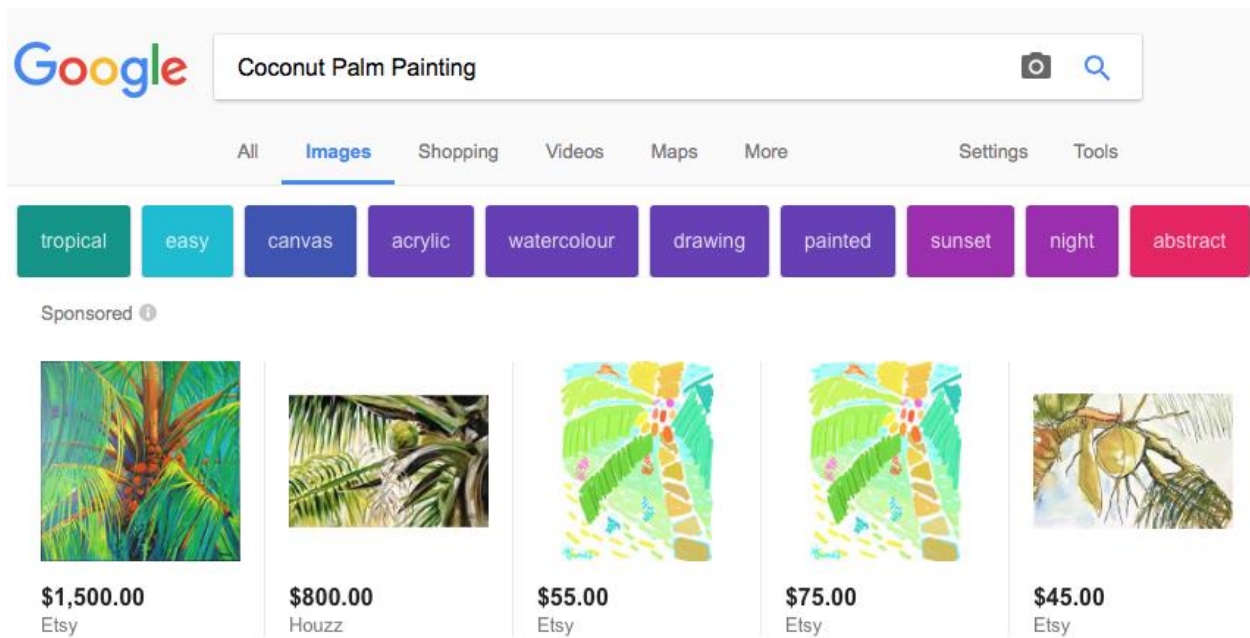 Google Coconut Palm Painting
All Images Shopping Videos Maps More Settings Tools
tropical easy canvas acrylic watercolour drawing painted sunset night abstract
Sponsored
$1,500.00 $800.00 $55.00 $75.00 $45.00
Etsy Houzz Etsy Etsy Etsy